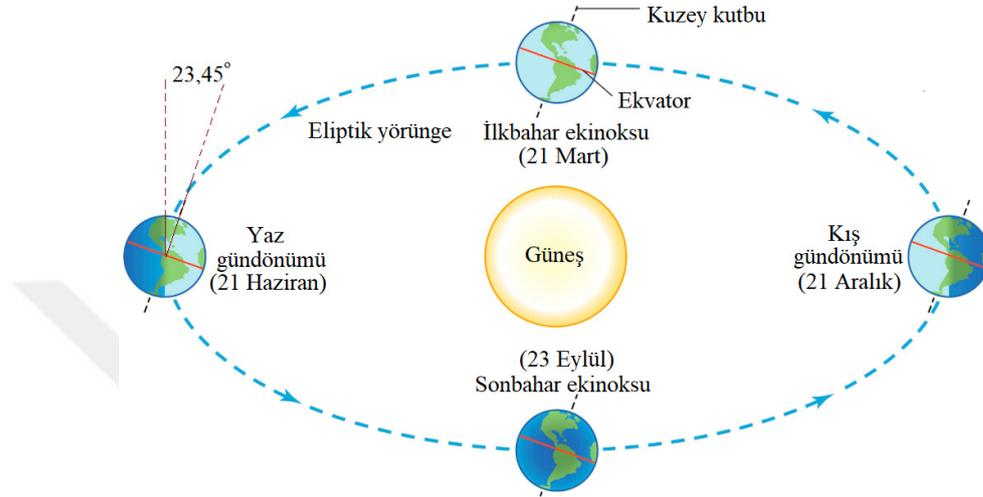 Kuzey kutbu
23,45°
Ekvator
Eliptik yörünge
İlkbahar ekinoksu
(21 Mart)
Yaz
gündönümü
(21 Haziran)
Güneş
Kış
gündönümü
(21 Aralık)
(23 Eylül)
Sonbahar ekinoksu